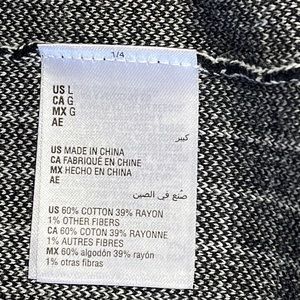 1/4
US L
CA G
MX G
AE
كبير
US MADE IN CHINA
CA FABRIQUÉ EN CHINE
MX HECHO EN CHINA
AE
صُنع في الصين
US 60% COTTON 39% RAYON
1% OTHER FIBERS
CA 60% COTON 39% RAYONNE
1% AUTRES FIBRES
MX 60% algodón 39% rayón
1% otras fibras